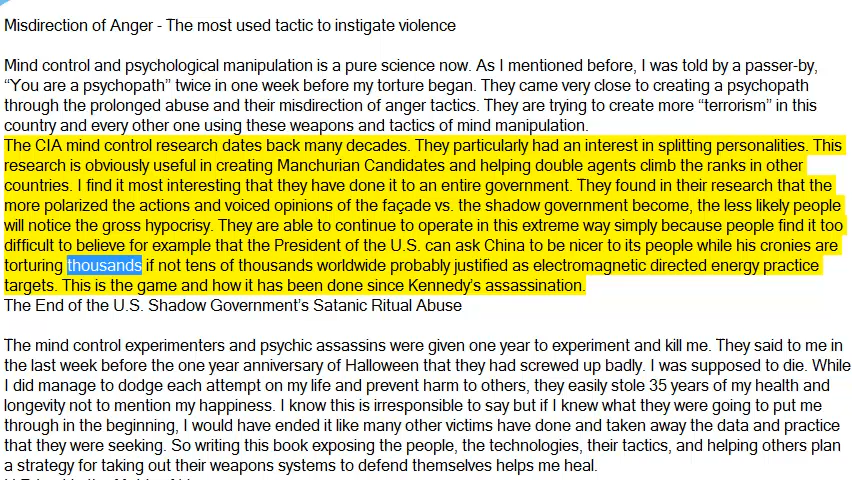 Misdirection of Anger - The most used tactic to instigate violence
Mind control and psychological manipulation is a pure science now. As I mentioned before, I was told by a passer-by,
“You are a psychopath” twice in one week before my torture began. They came very close to creating a psychopath
through the prolonged abuse and their misdirection of anger tactics. They are trying to create more “terrorism” in this
country and every other one using these weapons and tactics of mind manipulation.
The CIA mind control research dates back many decades. They particularly had an interest in splitting personalities. This
research is obviously useful in creating Manchurian Candidates and helping double agents climb the ranks in other
countries. I find it most interesting that they have done it to an entire government. They found in their research that the
more polarized the actions and voiced opinions of the façade vs. the shadow government become, the less likely people
will notice the gross hypocrisy. They are able to continue to operate in this extreme way simply because people find it too
difficult to believe for example that the President of the U.S. can ask China to be nicer to its people while his cronies are
torturing thousands if not tens of thousands worldwide probably justified as electromagnetic directed energy practice
targets. This is the game and how it has been done since Kennedy’s assassination.
The End of the U.S. Shadow Government’s Satanic Ritual Abuse
The mind control experimenters and psychic assassins were given one year to experiment and kill me. They said to me in
the last week before the one year anniversary of Halloween that they had screwed up badly. I was supposed to die. While
I did manage to dodge each attempt on my life and prevent harm to others, they easily stole 35 years of my health and
longevity not to mention my happiness. I know this is irresponsible to say but if I knew what they were going to put me
through in the beginning, I would have ended it like many other victims have done and taken away the data and practice
that they were seeking. So writing this book exposing the people, the technologies, their tactics, and helping others plan
a strategy for taking out their weapons systems to defend themselves helps me heal.